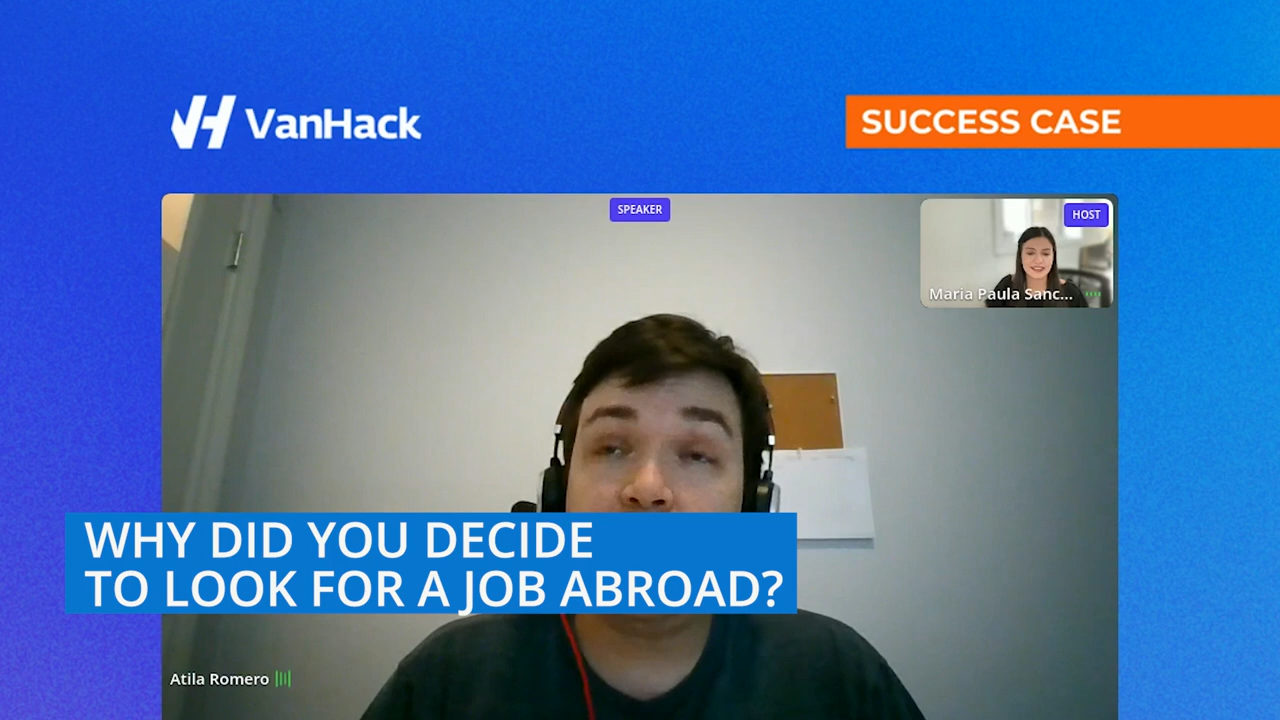 VanHack
SUCCESS CASE
SPEAKER
HOST
Maria Paula Sanc...
WHY DID YOU DECIDE
TO LOOK FOR A JOB ABROAD?
Atila Romero